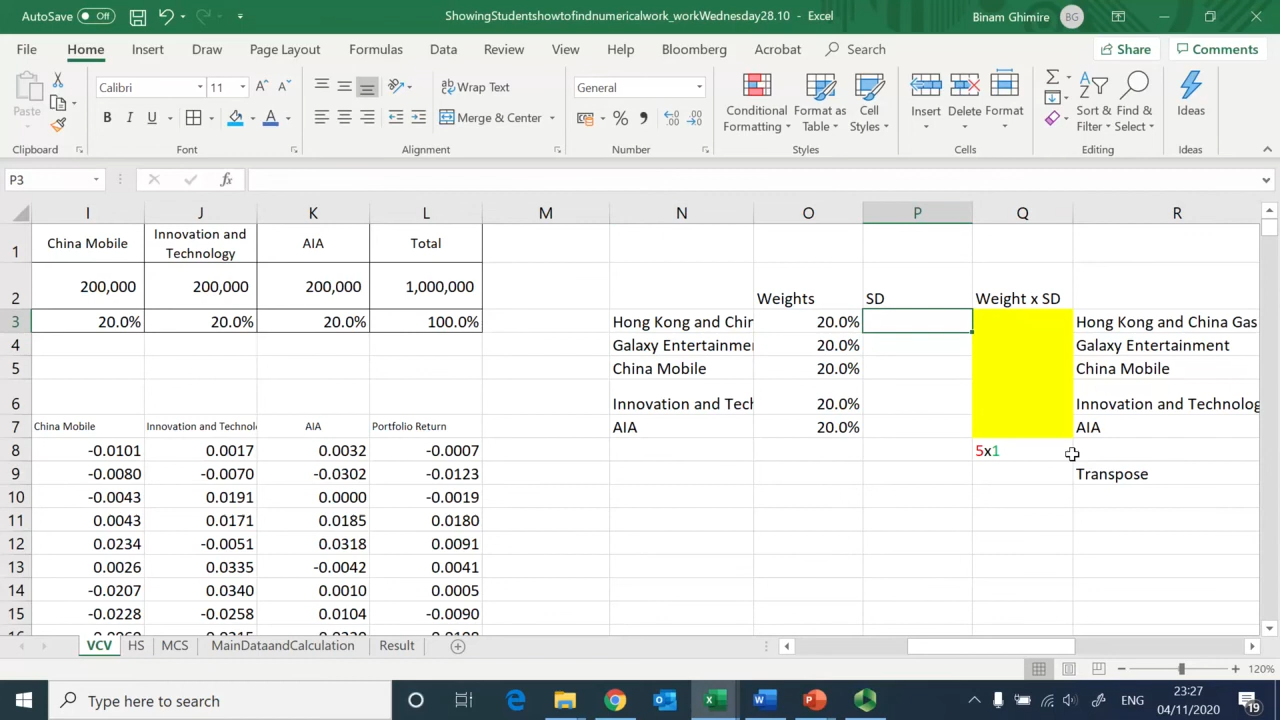 AutoSave Off ShowingStudentshowtofindnumericalwork_workWednesday28.10 - Excel Binam Ghimire BG
File Home Insert Draw Page Layout Formulas Data Review View Help Bloomberg Acrobat Search Share Comments
Paste Calibri 11 Wrap Text General Conditional Formatting Format as Table Cell Styles Insert Delete Format Sort & Filter Find & Select Ideas
B I U A Merge & Center %
Clipboard Font Alignment Number Styles Cells Editing Ideas
P3 fx
I J K L M N O P Q R
1 China Mobile Innovation and Technology AIA Total
2 200,000 200,000 200,000 1,000,000 Weights SD Weight x SD
3 20.0% 20.0% 20.0% 100.0% Hong Kong and Chin 20.0% Hong Kong and China Gas
4 Galaxy Entertainmen 20.0% Galaxy Entertainment
5 China Mobile 20.0% China Mobile
6 Innovation and Tech 20.0% Innovation and Technolog
7 China Mobile Innovation and Technol AIA Portfolio Return AIA 20.0% AIA
8 -0.0101 0.0017 0.0032 -0.0007 5x1
9 -0.0080 -0.0070 -0.0302 -0.0123 Transpose
10 -0.0043 0.0191 0.0000 -0.0019
11 0.0043 0.0171 0.0185 0.0180
12 0.0234 -0.0051 0.0318 0.0091
13 0.0026 0.0335 -0.0042 0.0041
14 -0.0207 0.0340 0.0010 0.0005
15 -0.0228 -0.0258 0.0104 -0.0090
VCV HS MCS MainDataandCalculation Result
120%
Type here to search ENG 23:27 04/11/2020 19